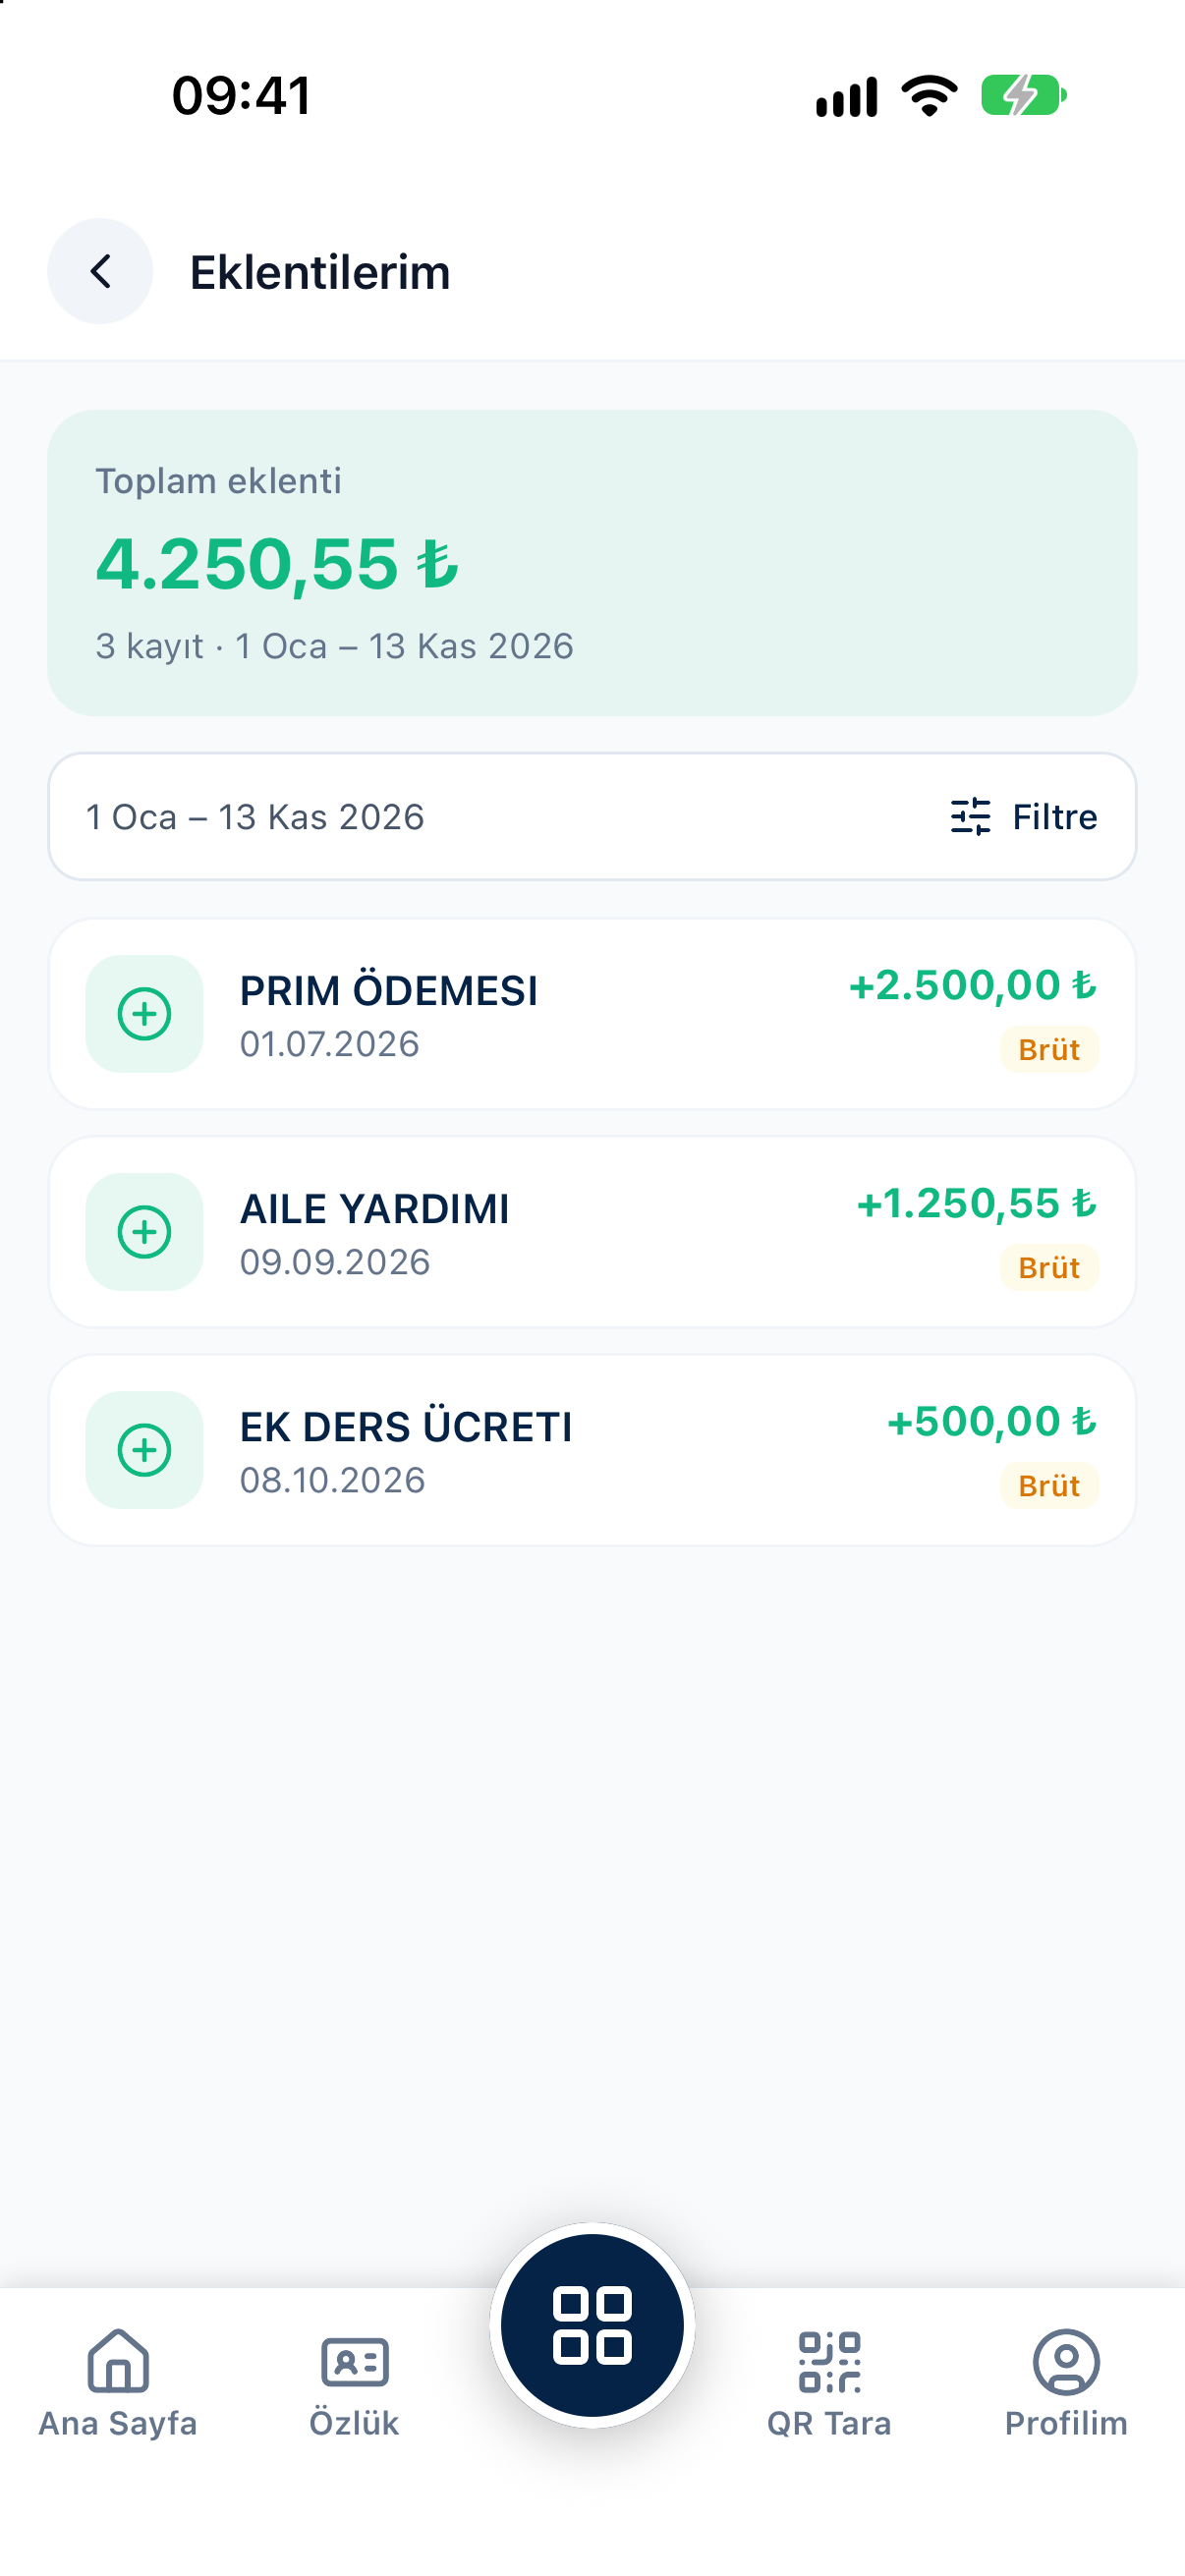 09:41
Eklentilerim
Toplam eklenti
4.250,55 ₺
3 kayıt · 1 Oca – 13 Kas 2026
1 Oca – 13 Kas 2026 Filtre
PRIM ÖDEMESI +2.500,00 ₺
01.07.2026 Brüt
AILE YARDIMI +1.250,55 ₺
09.09.2026 Brüt
EK DERS ÜCRETI +500,00 ₺
08.10.2026 Brüt
Ana Sayfa Özlük QR Tara Profilim